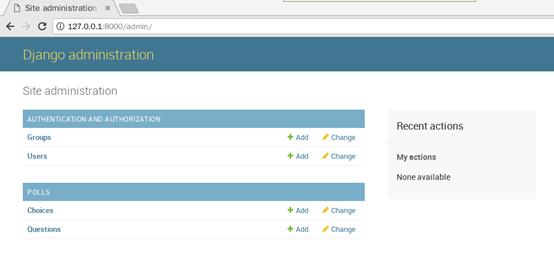 Site administration
127.0.0.1:8000/admin/
Django administration
Site administration
AUTHENTICATION AND AUTHORIZATION
Groups Add Change
Users Add Change
POLLS
Choices Add Change
Questions Add Change
Recent actions
My actions
None available